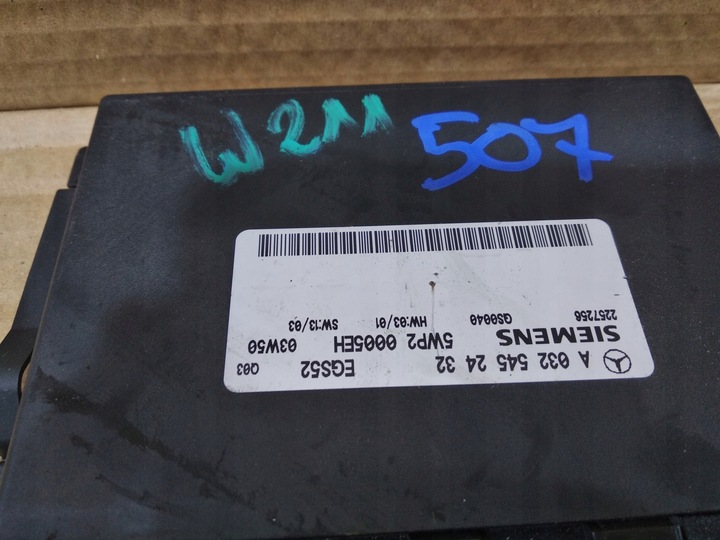 W211
507
A 032 545 24 32 EGS52 Q03
SIEMENS 5WP2 0005EH 03W50
2257256 GS0040 HW:03/01 SW:13/03